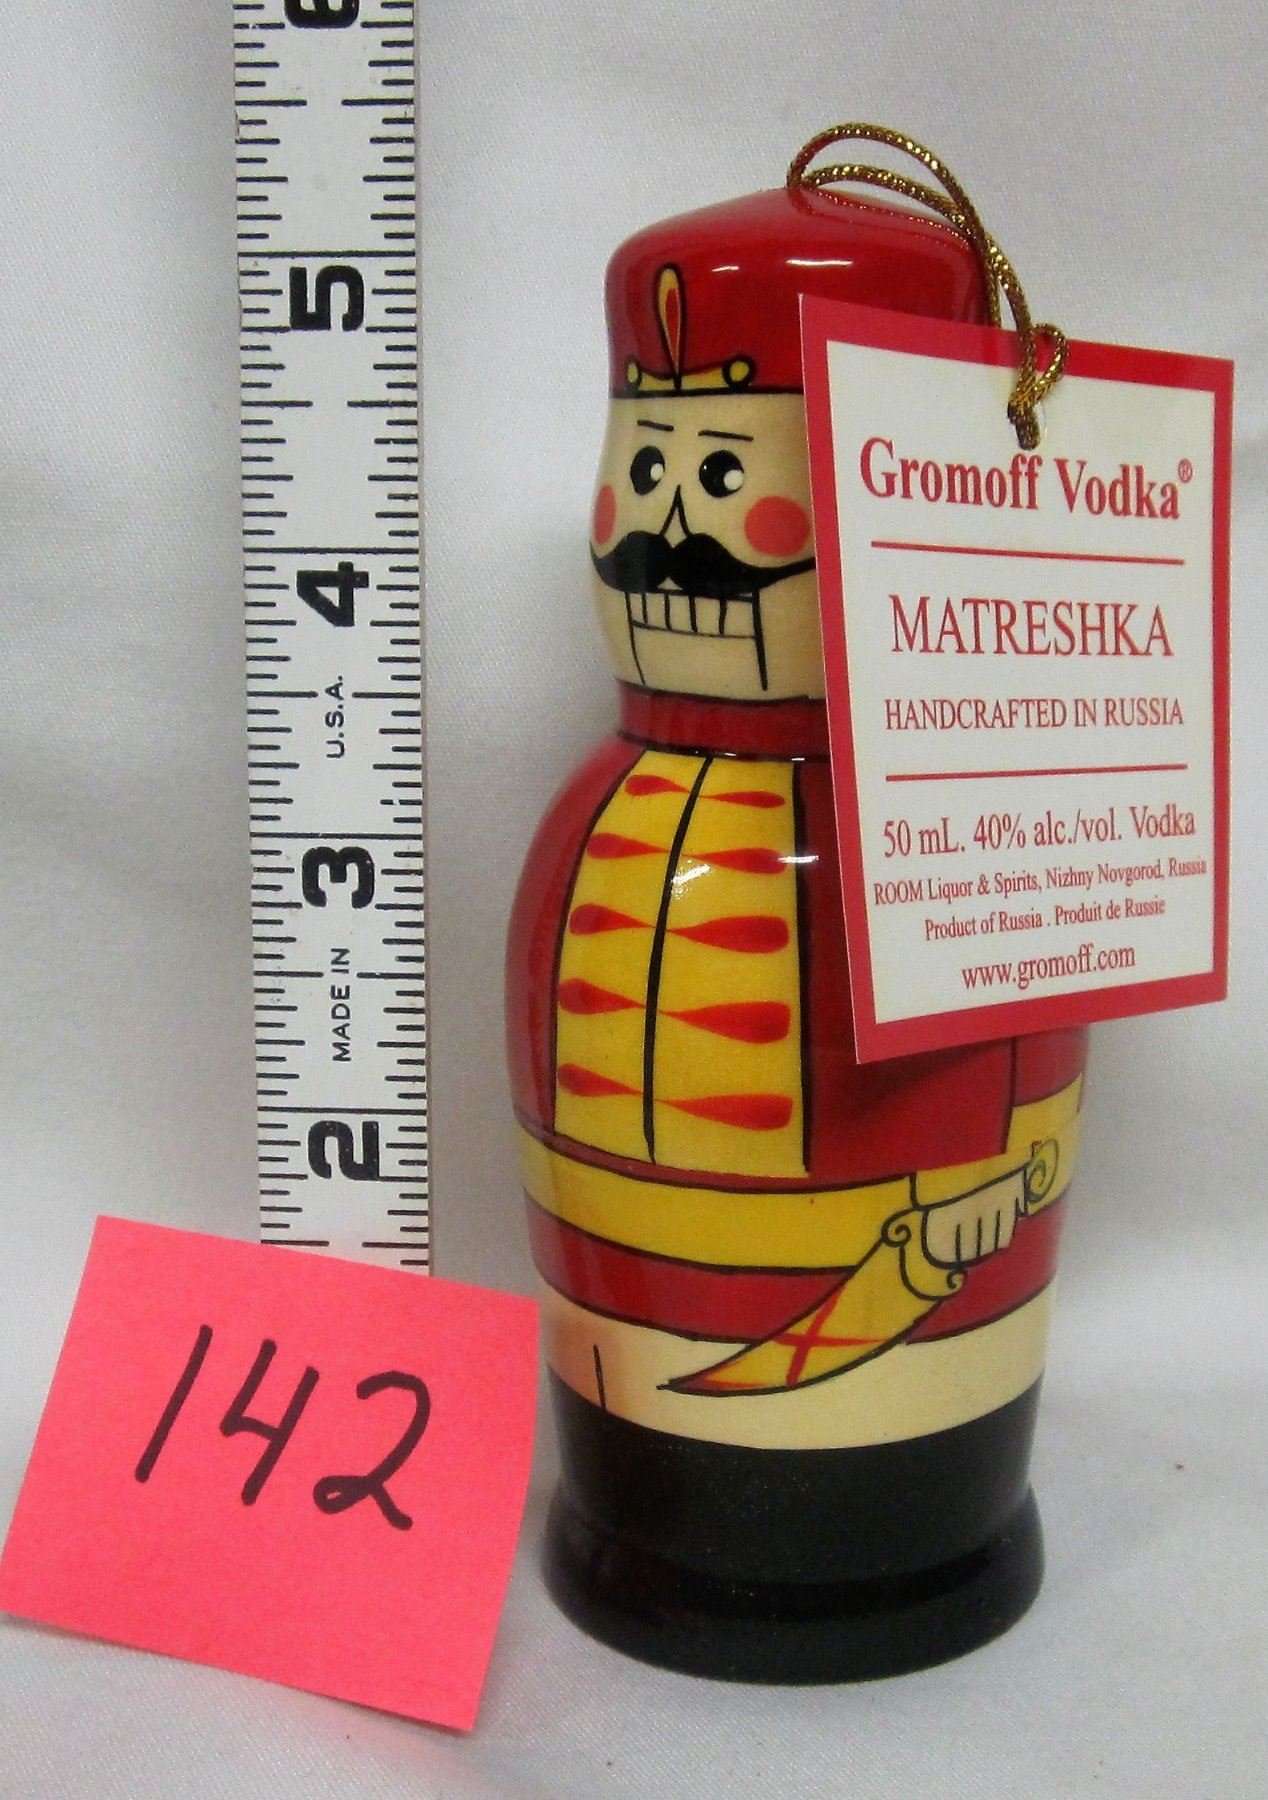 6
5
4
U.S.A.
3
MADE IN
2
Gromoff Vodka®
MATRESHKA
HANDCRAFTED IN RUSSIA
50 mL. 40% alc./vol. Vodka
ROOM Liquor & Spirits, Nizhny Novgorod, Russia
Product of Russia . Produit de Russie
www.gromoff.com
142